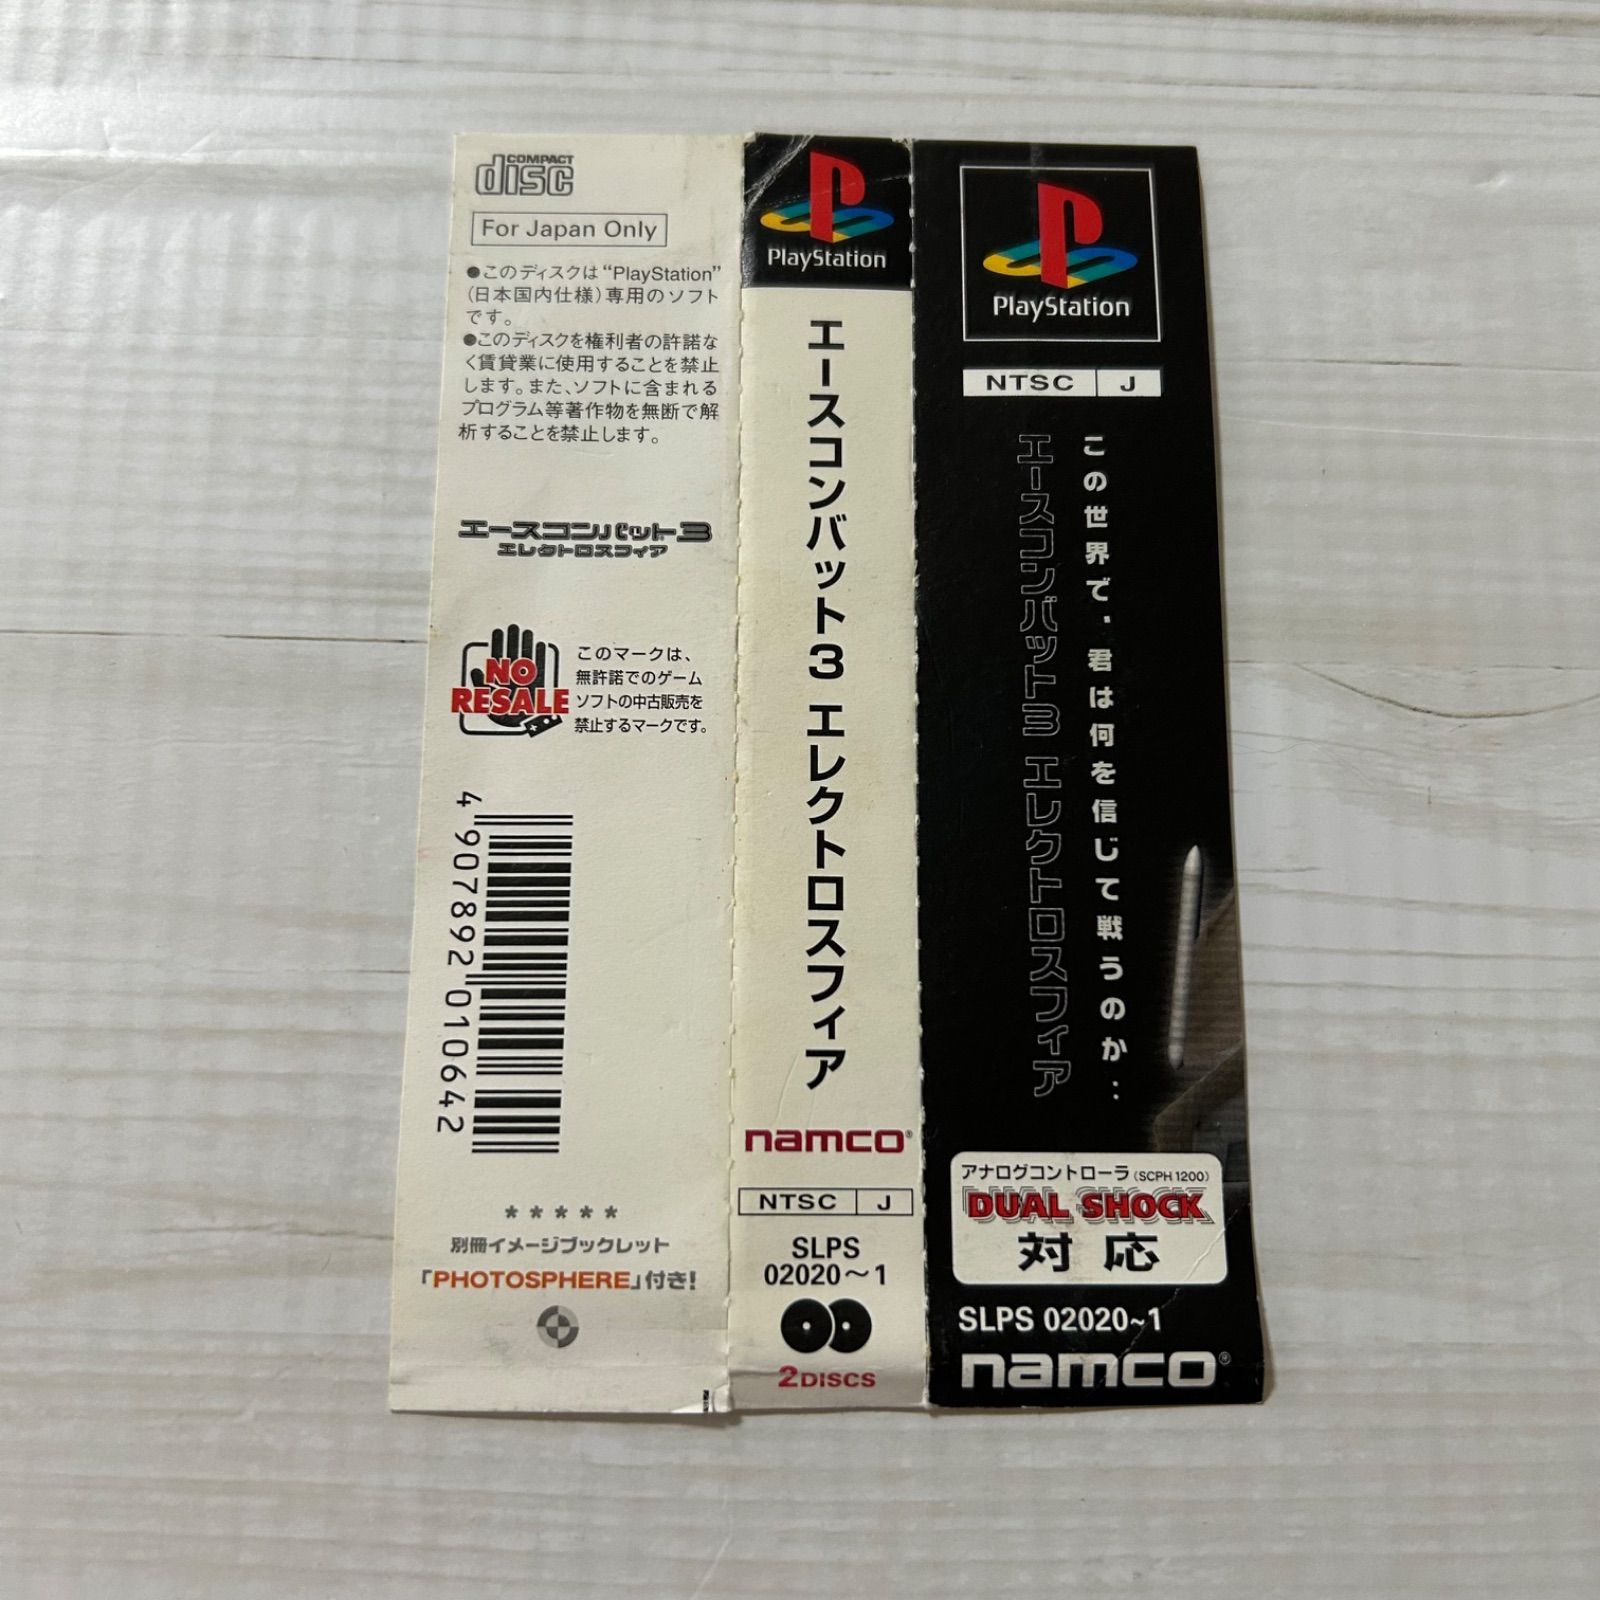 COMPACT
disc
For Japan Only
●このディスクは“PlayStation”
(日本国内仕様)専用のソフト
です。
●このディスクを権利者の許諾な
く賃貸業に使用することを禁止
します。また、ソフトに含まれる
プログラム等著作物を無断で解
析することを禁止します。
エースコンバット3
エレクトロスフィア
NO
RESALE
このマークは、
無許諾でのゲーム
ソフトの中古販売を
禁止するマークです。
4 907892 010642
*****
別冊イメージブックレット
「PHOTOSPHERE」付き!
PlayStation
エースコンバット3 エレクトロスフィア
namco®
NTSC J
SLPS
02020～1
2DISCS
PlayStation
NTSC J
この世界で、君は何を信じて戦うのか‥
エースコンバット3 エレクトロスフィア
アナログコントローラ(SCPH 1200)
DUAL SHOCK
対応
SLPS 02020~1
namco®